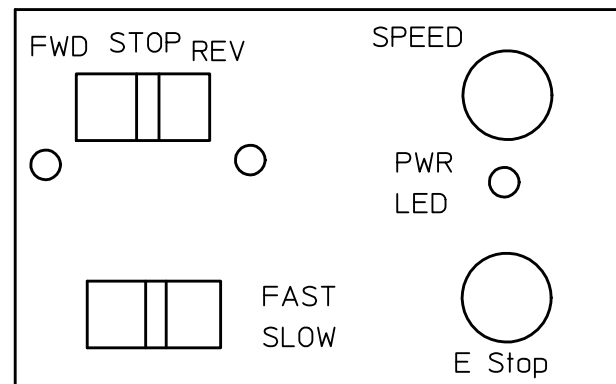 FWD STOP REV
SPEED
PWR
LED
FAST
SLOW
E Stop